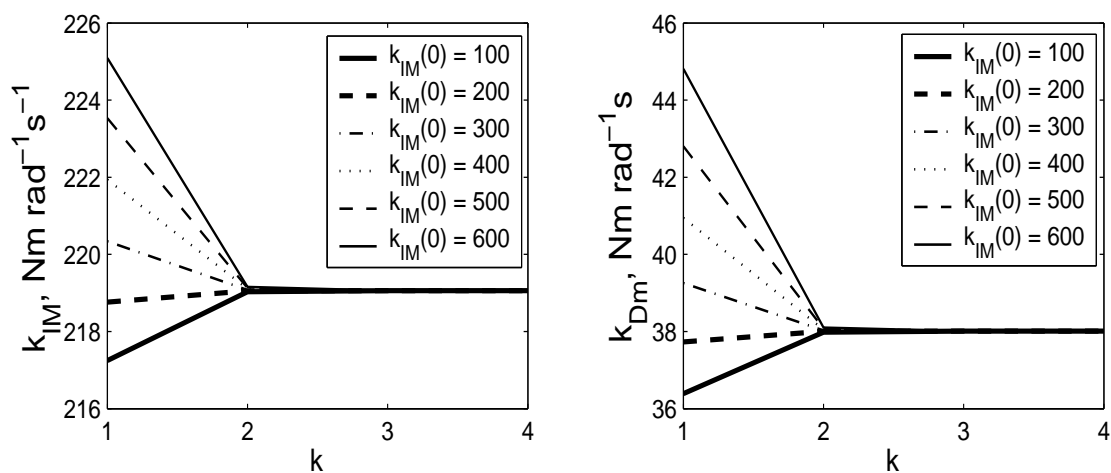 226
224
222
220
218
216
k_IM, Nm rad^−1s^−1
k_IM(0) = 100
k_IM(0) = 200
k_IM(0) = 300
k_IM(0) = 400
k_IM(0) = 500
k_IM(0) = 600
1 2 3 4
k
46
44
42
40
38
36
k_Dm, Nm rad^−1s
k_IM(0) = 100
k_IM(0) = 200
k_IM(0) = 300
k_IM(0) = 400
k_IM(0) = 500
k_IM(0) = 600
1 2 3 4
k